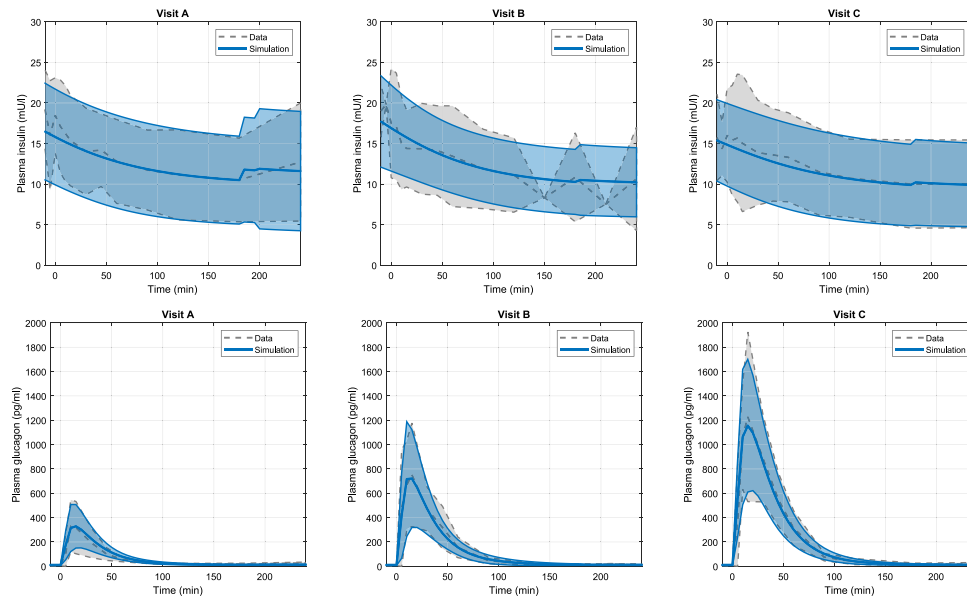 Visit A
Plasma insulin (mU/l)
30
25
20
15
10
5
0
0 50 100 150 200
Time (min)
Data
Simulation
Visit B
Plasma insulin (mU/l)
30
25
20
15
10
5
0
0 50 100 150 200
Time (min)
Data
Simulation
Visit C
Plasma insulin (mU/l)
30
25
20
15
10
5
0
0 50 100 150 200
Time (min)
Data
Simulation
Visit A
Plasma glucagon (pg/ml)
2000
1800
1600
1400
1200
1000
800
600
400
200
0
0 50 100 150 200
Time (min)
Data
Simulation
Visit B
Plasma glucagon (pg/ml)
2000
1800
1600
1400
1200
1000
800
600
400
200
0
0 50 100 150 200
Time (min)
Data
Simulation
Visit C
Plasma glucagon (pg/ml)
2000
1800
1600
1400
1200
1000
800
600
400
200
0
0 50 100 150 200
Time (min)
Data
Simulation